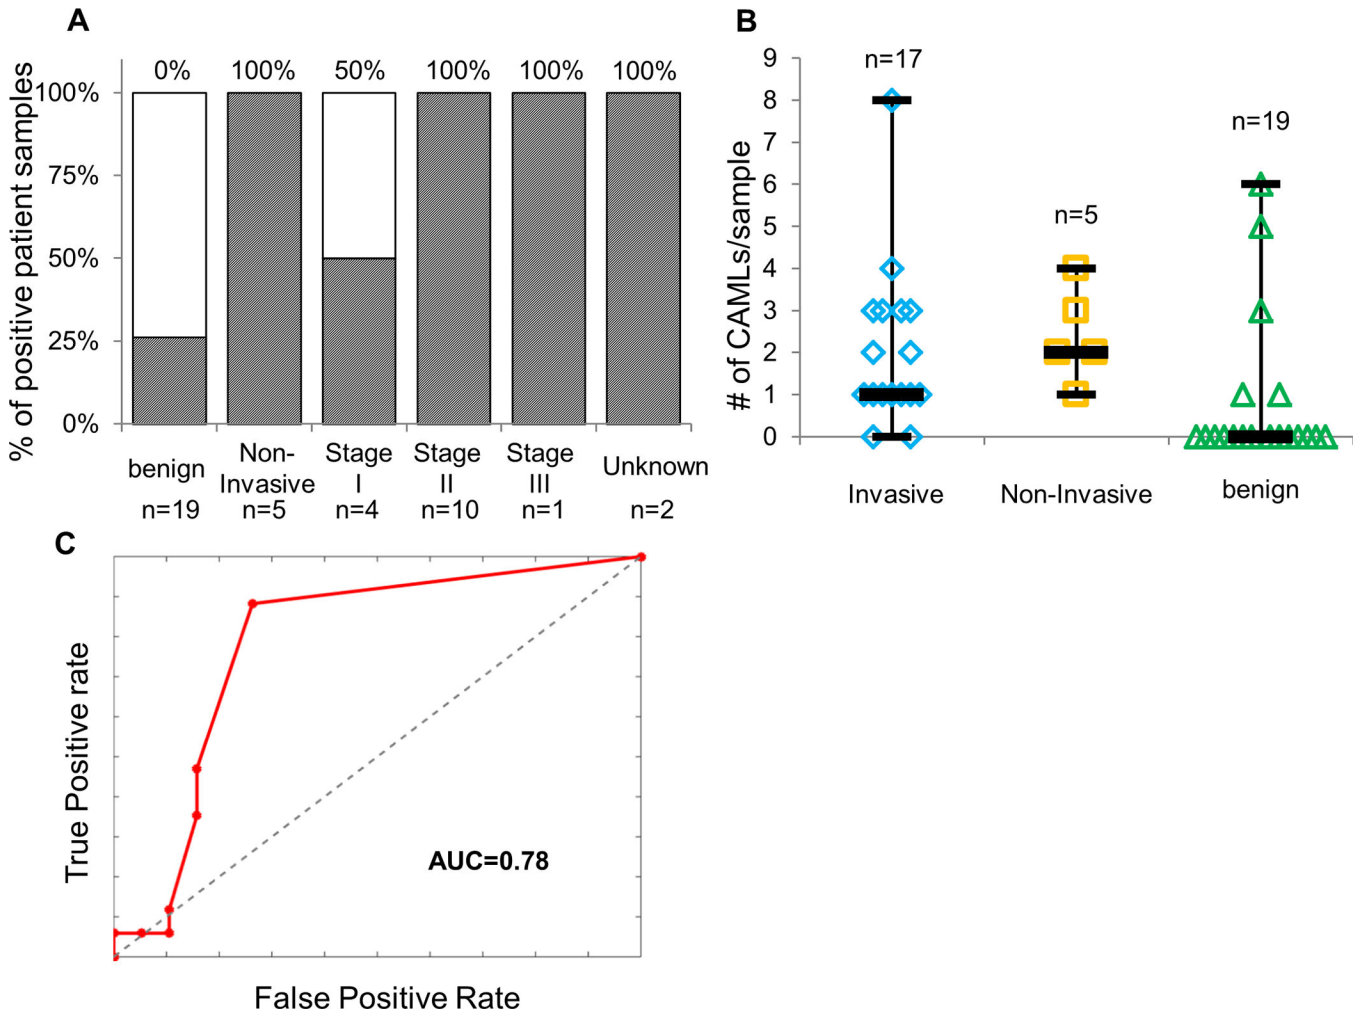 A
0% 100% 50% 100% 100% 100%
% of positive patient samples
100%
75%
50%
25%
0%
benign
n=19
Non-
Invasive
n=5
Stage
I
n=4
Stage
II
n=10
Stage
III
n=1
Unknown
n=2
B
# of CAMLs/sample
9
8
7
6
5
4
3
2
1
0
n=17
n=5
n=19
Invasive
Non-Invasive
benign
C
True Positive rate
AUC=0.78
False Positive Rate